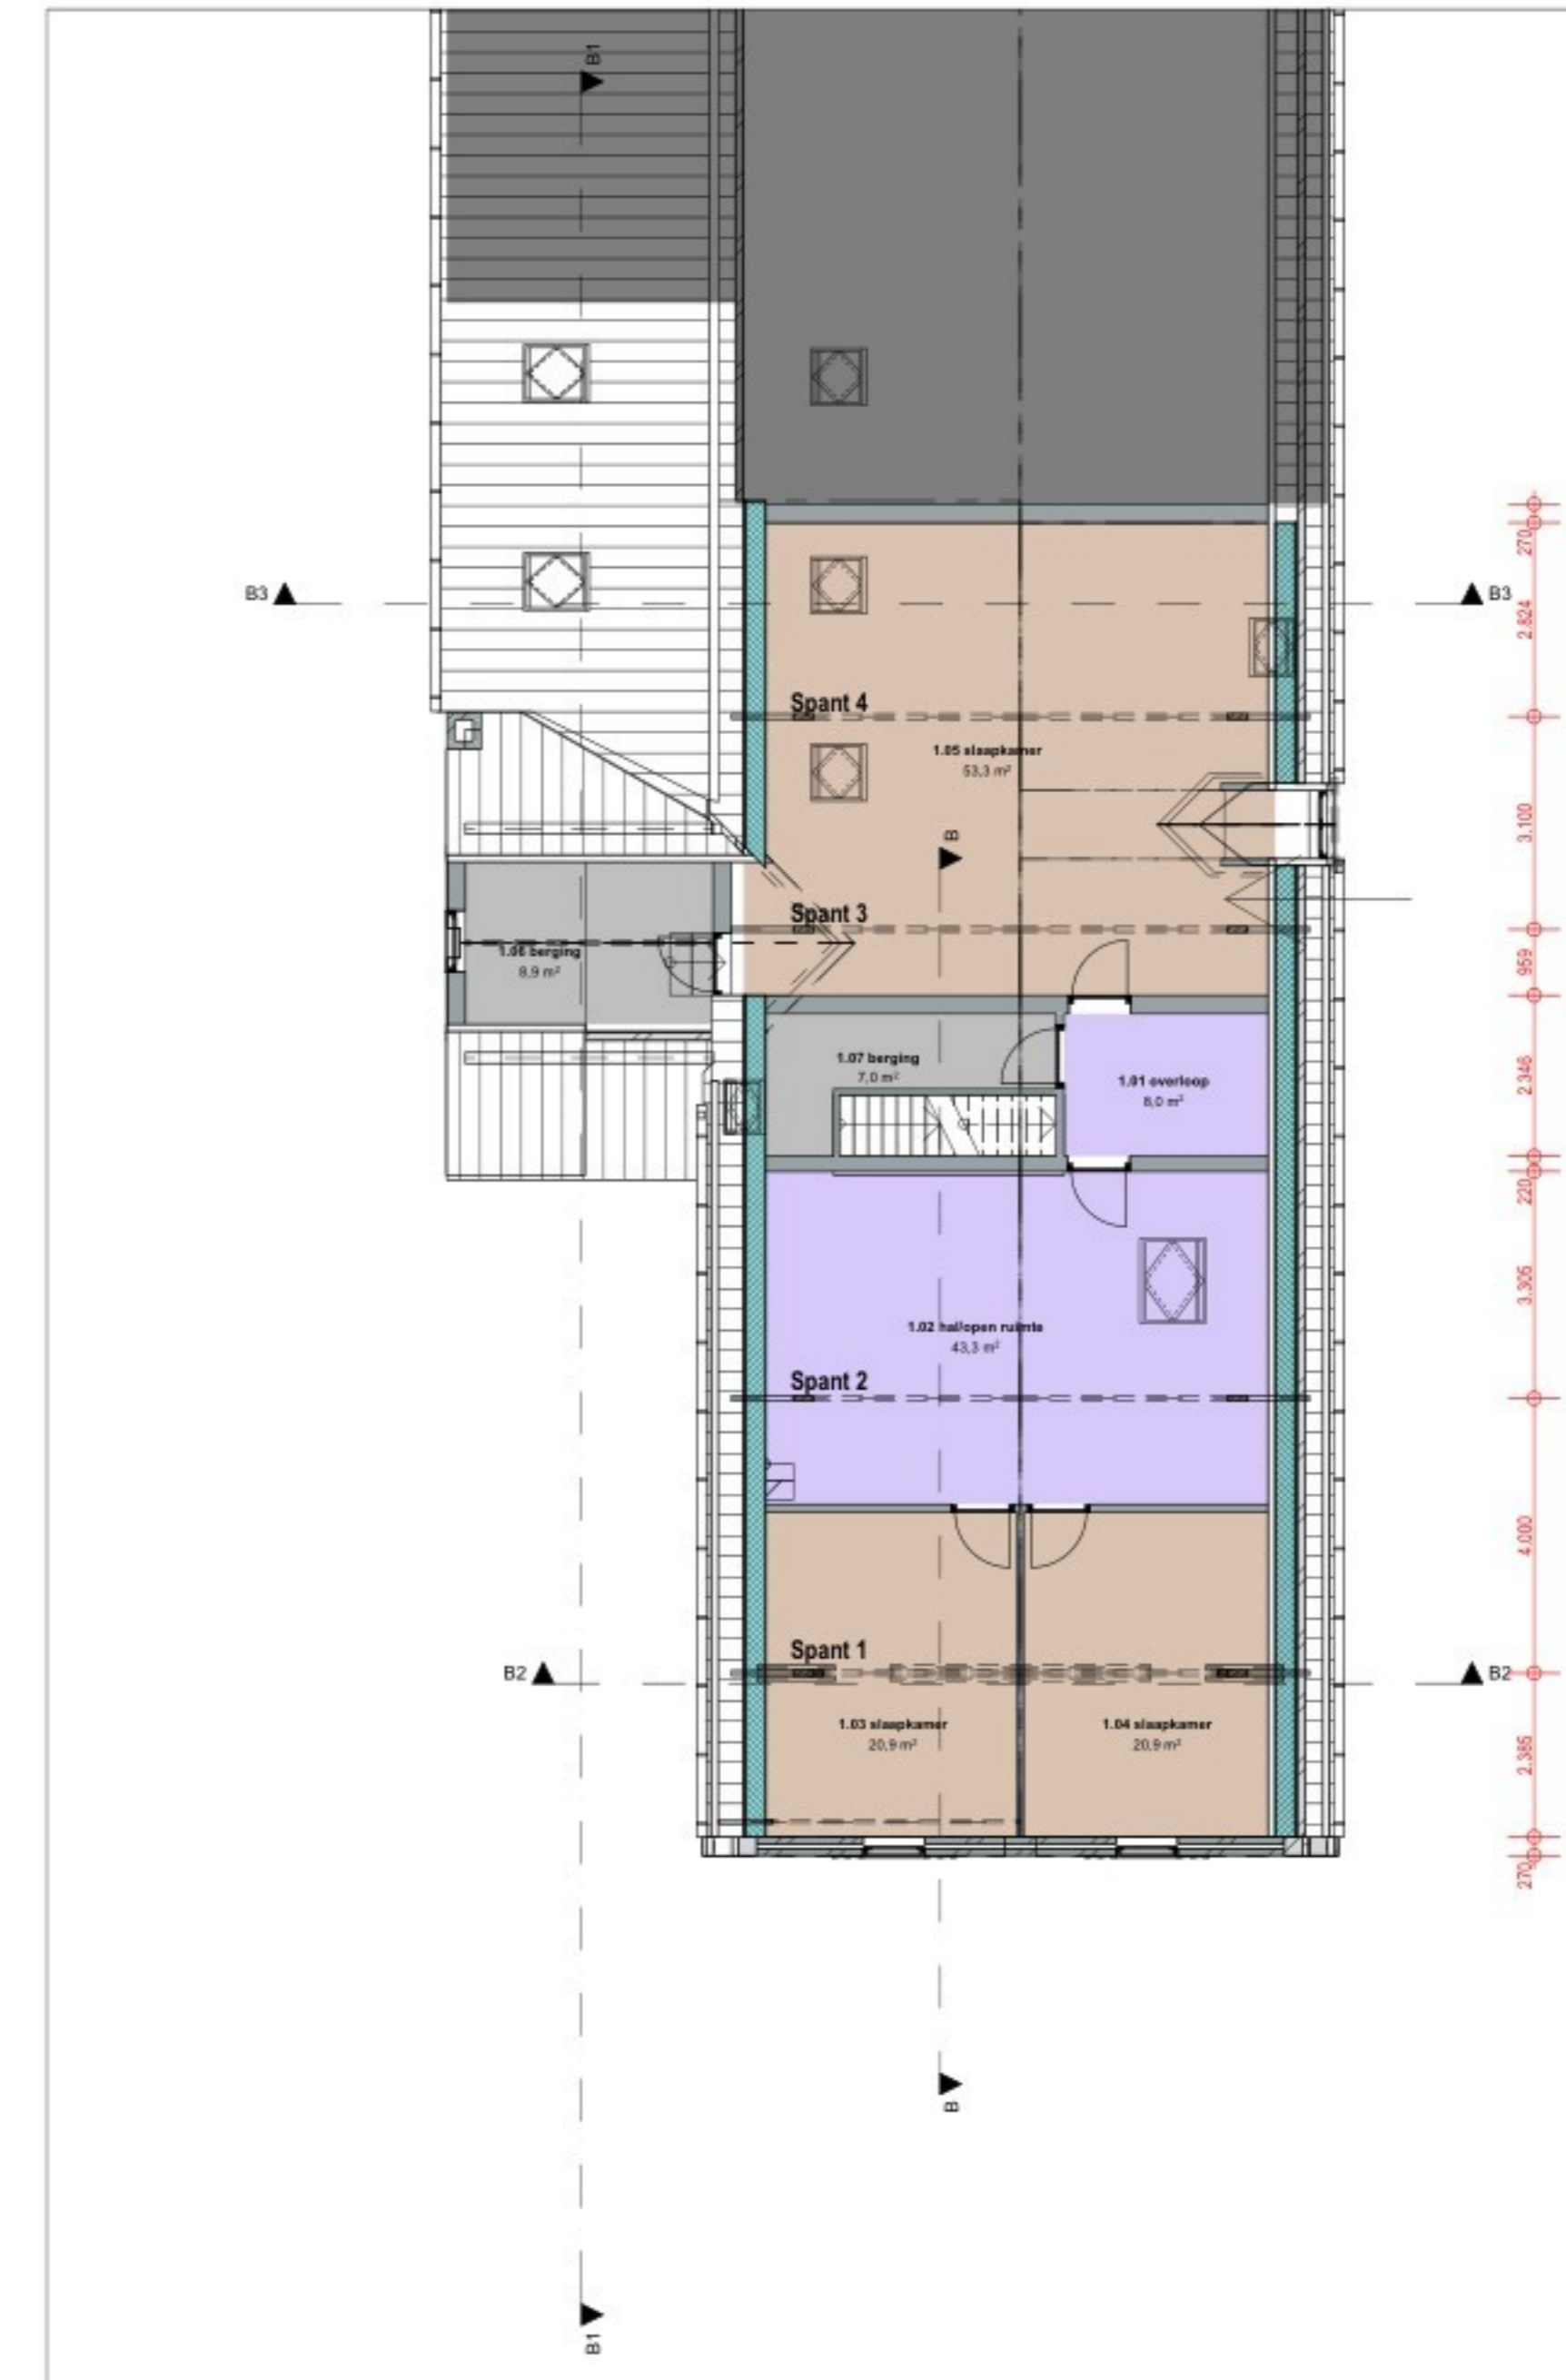 B1
B3
B3
270
2.824
Spant 4
1.05 slaapkamer
53,3 m²
3.100
B
Spant 3
1.06 berging
8,9 m²
959
1.07 berging
7,0 m²
1.01 overloop
8,0 m²
2.346
220
3.305
1.02 hal/open ruimte
43,3 m²
Spant 2
4.000
Spant 1
B2
B2
1.03 slaapkamer
20,9 m²
1.04 slaapkamer
20,9 m²
2.385
270
B
B1